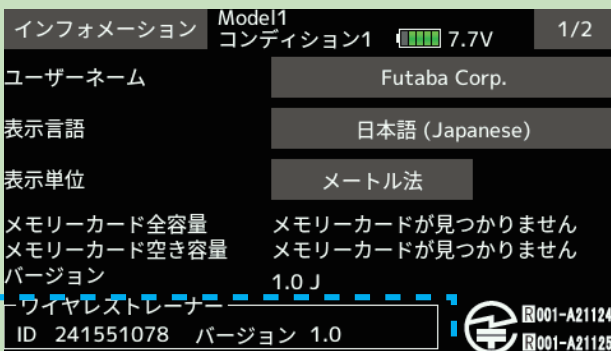 インフォメーション Model1 1/2
コンディション1 7.7V
ユーザーネーム Futaba Corp.
表示言語 日本語 (Japanese)
表示単位 メートル法
メモリーカード全容量 メモリーカードが見つかりません
メモリーカード空き容量 メモリーカードが見つかりません
バージョン 1.0 J
ワイヤレストレーナー
ID 241551078 バージョン 1.0
R001-A21124
R001-A21125